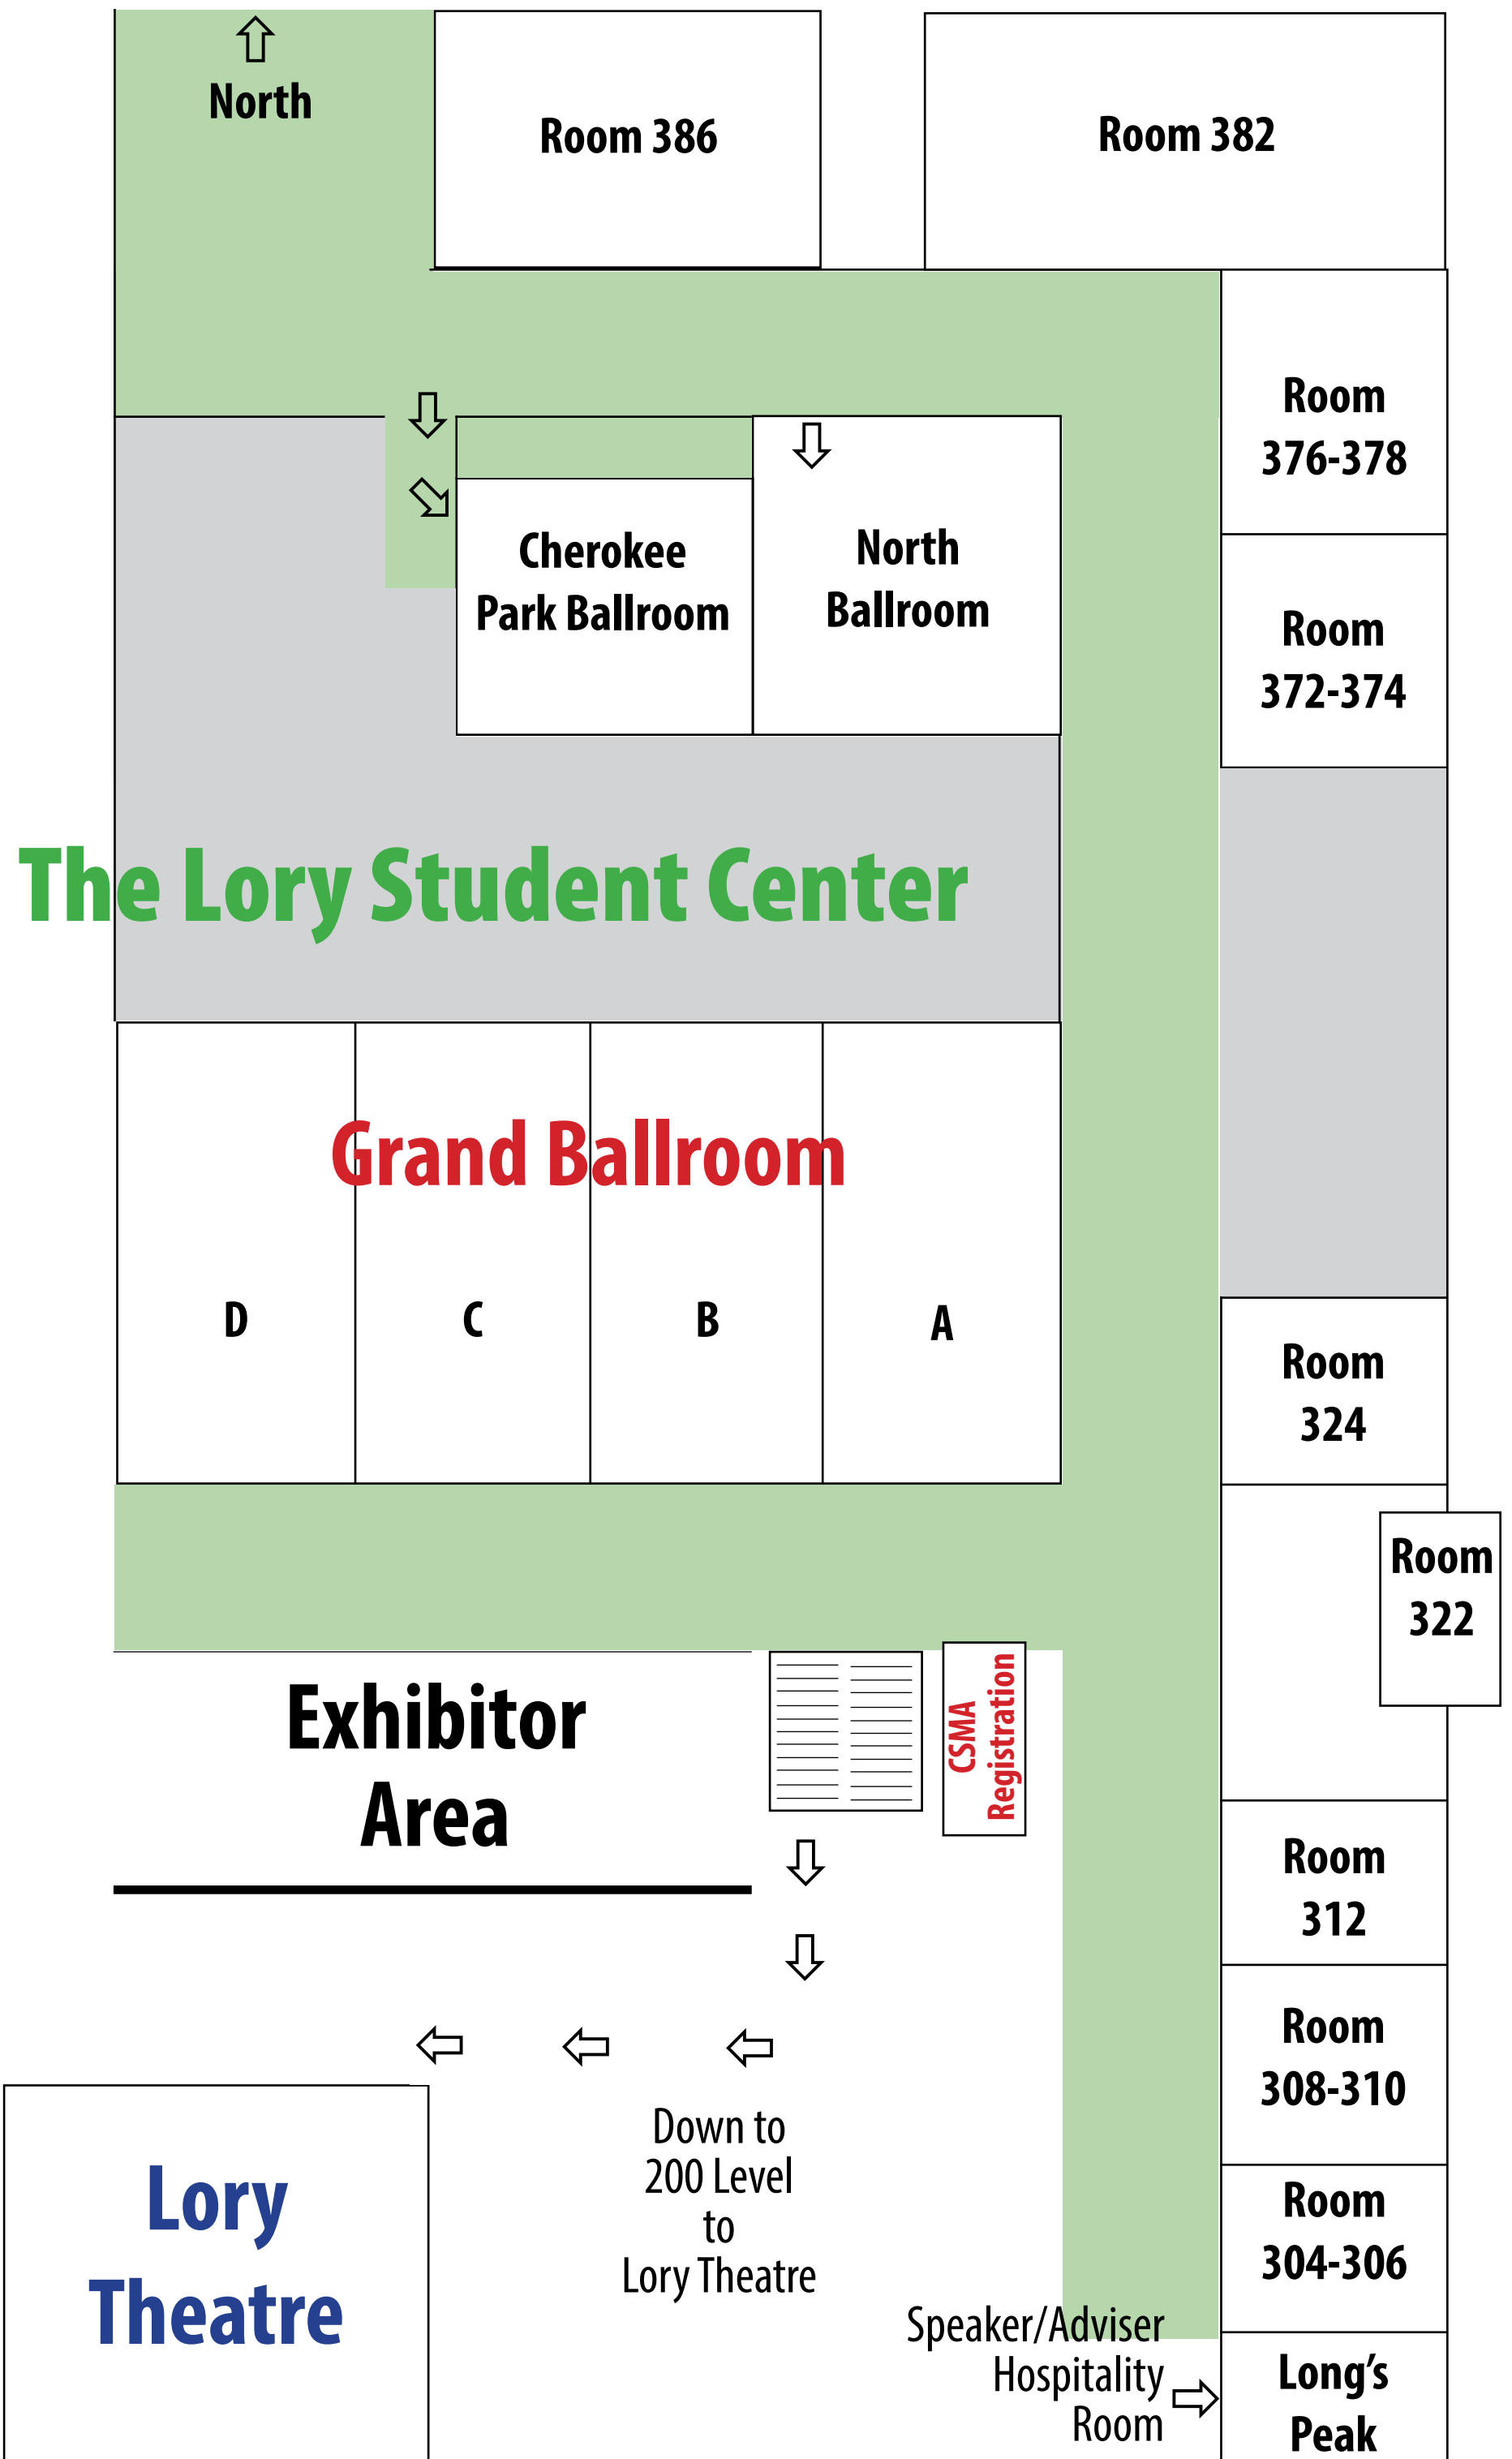 North
Room 386
Room 382
Room
376-378
Cherokee
Park Ballroom
North
Ballroom
Room
372-374
The Lory Student Center
Grand Ballroom
D
C
B
A
Room
324
Room
322
Exhibitor
Area
CSMA
Registration
Room
312
Room
308-310
Down to
200 Level
to
Lory Theatre
Lory
Theatre
Room
304-306
Speaker/Adviser
Hospitality
Room
Long's
Peak